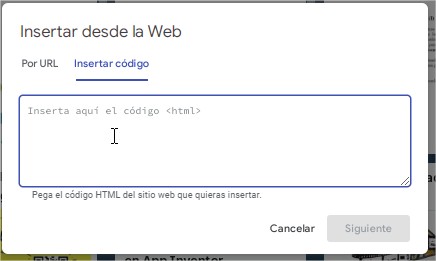 Insertar desde la Web
Por URL Insertar código
Inserta aquí el código <html>
Pega el código HTML del sitio web que quieras insertar.
Cancelar Siguiente
en App Inventor